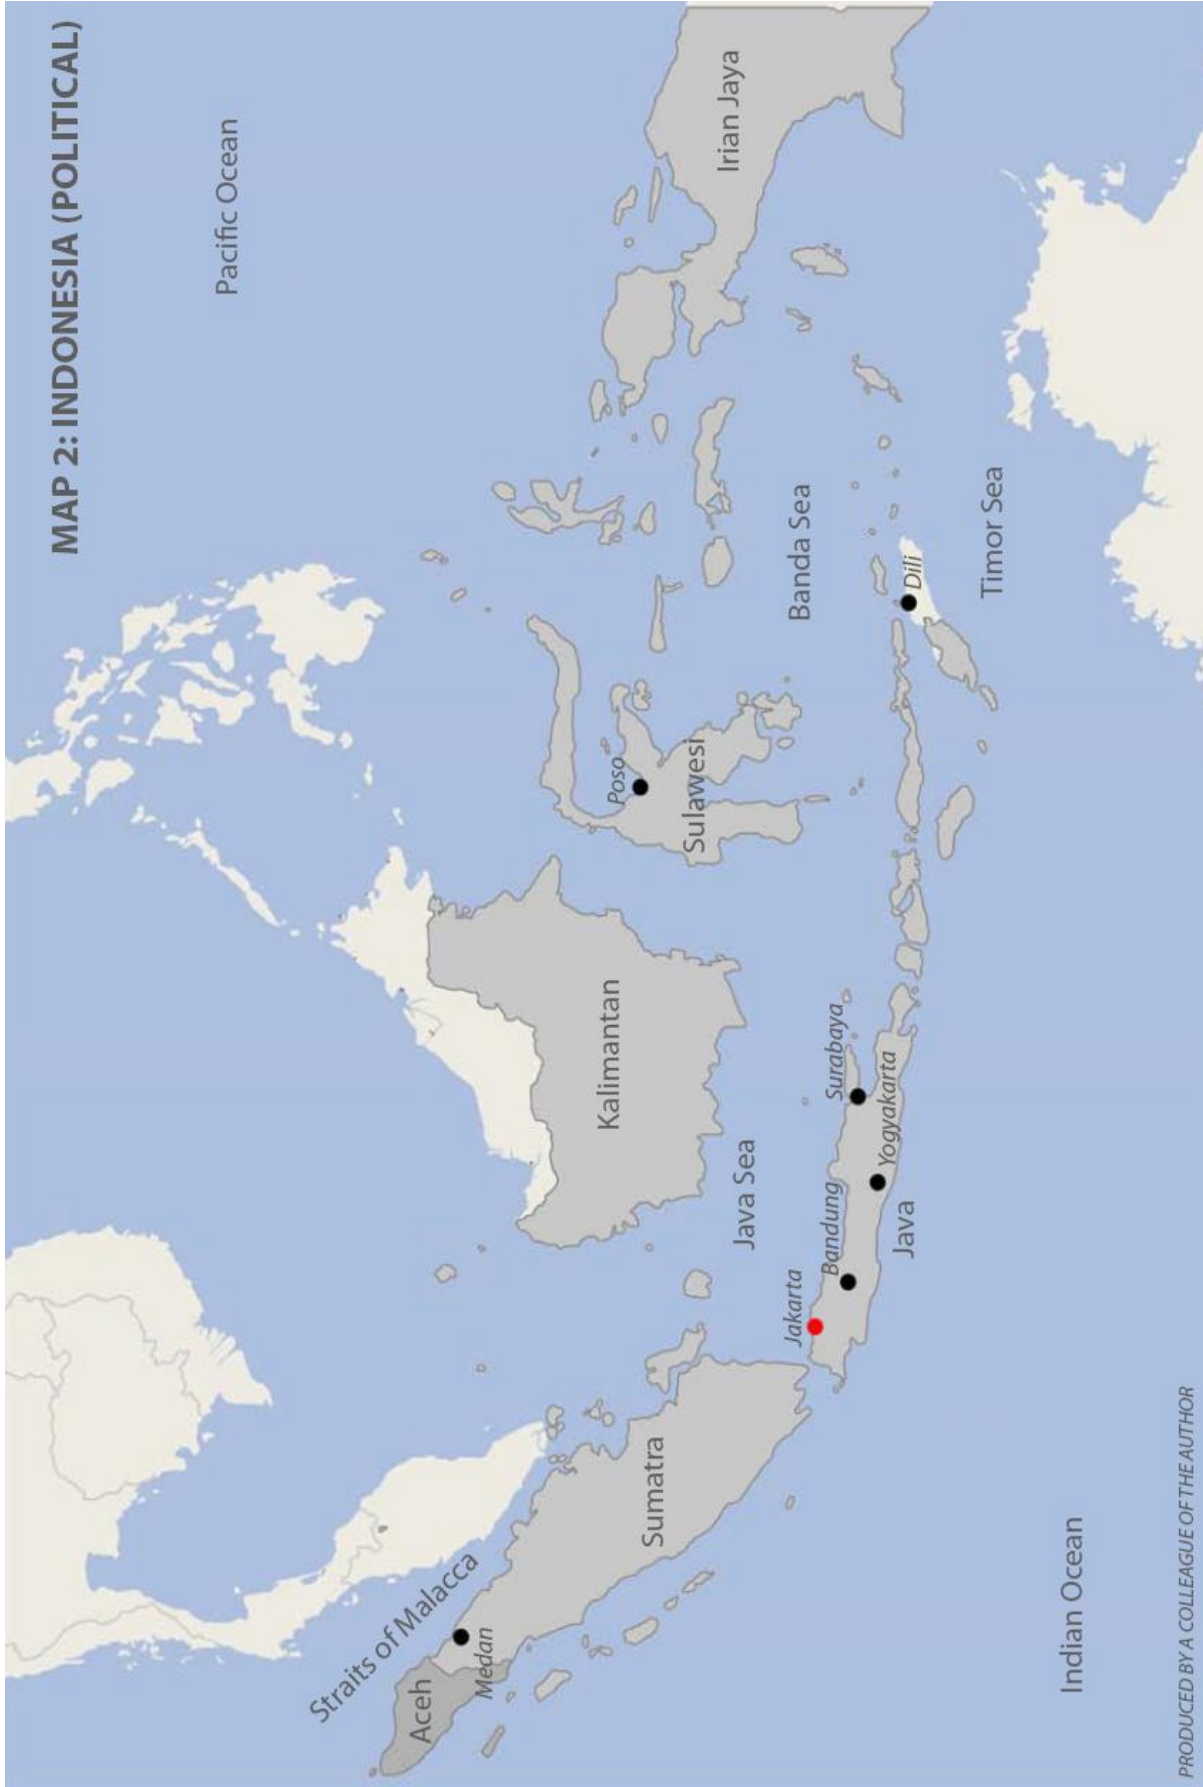 MAP 2: INDONESIA (POLITICAL)
Pacific Ocean
Straits of Malacca
Aceh
Medan
Sumatra
Kalimantan
Poso
Sulawesi
Irian Jaya
Java Sea
Banda Sea
Jakarta
Bandung
Surabaya
Yogyakarta
Java
Dili
Timor Sea
Indian Ocean
PRODUCED BY A COLLEAGUE OF THE AUTHOR